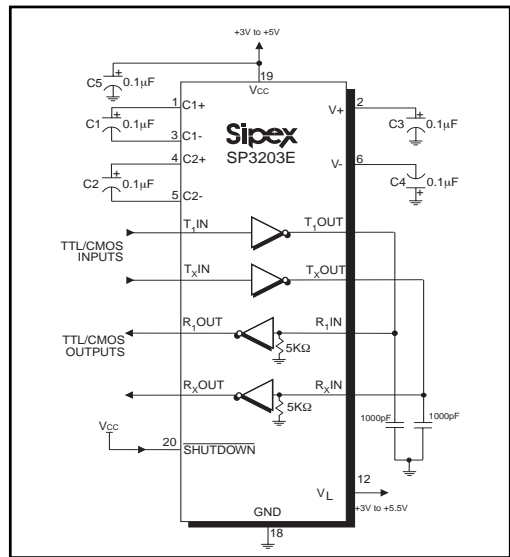 +3V to +5V
19
VCC
C5 + 0.1µF
1 C1+
C1 + 0.1µF
3 C1-
4 C2+
C2 + 0.1µF
5 C2-
Sipex
SP3203E
V+ 2
C3 + 0.1µF
V- 6
C4 + 0.1µF
T1IN T1OUT
TTL/CMOS
INPUTS
TXIN TXOUT
R1OUT R1IN
5KΩ
TTL/CMOS
OUTPUTS
RXOUT RXIN
5KΩ
1000pF 1000pF
VCC
20 SHUTDOWN
VL 12
+3V to +5.5V
GND
18